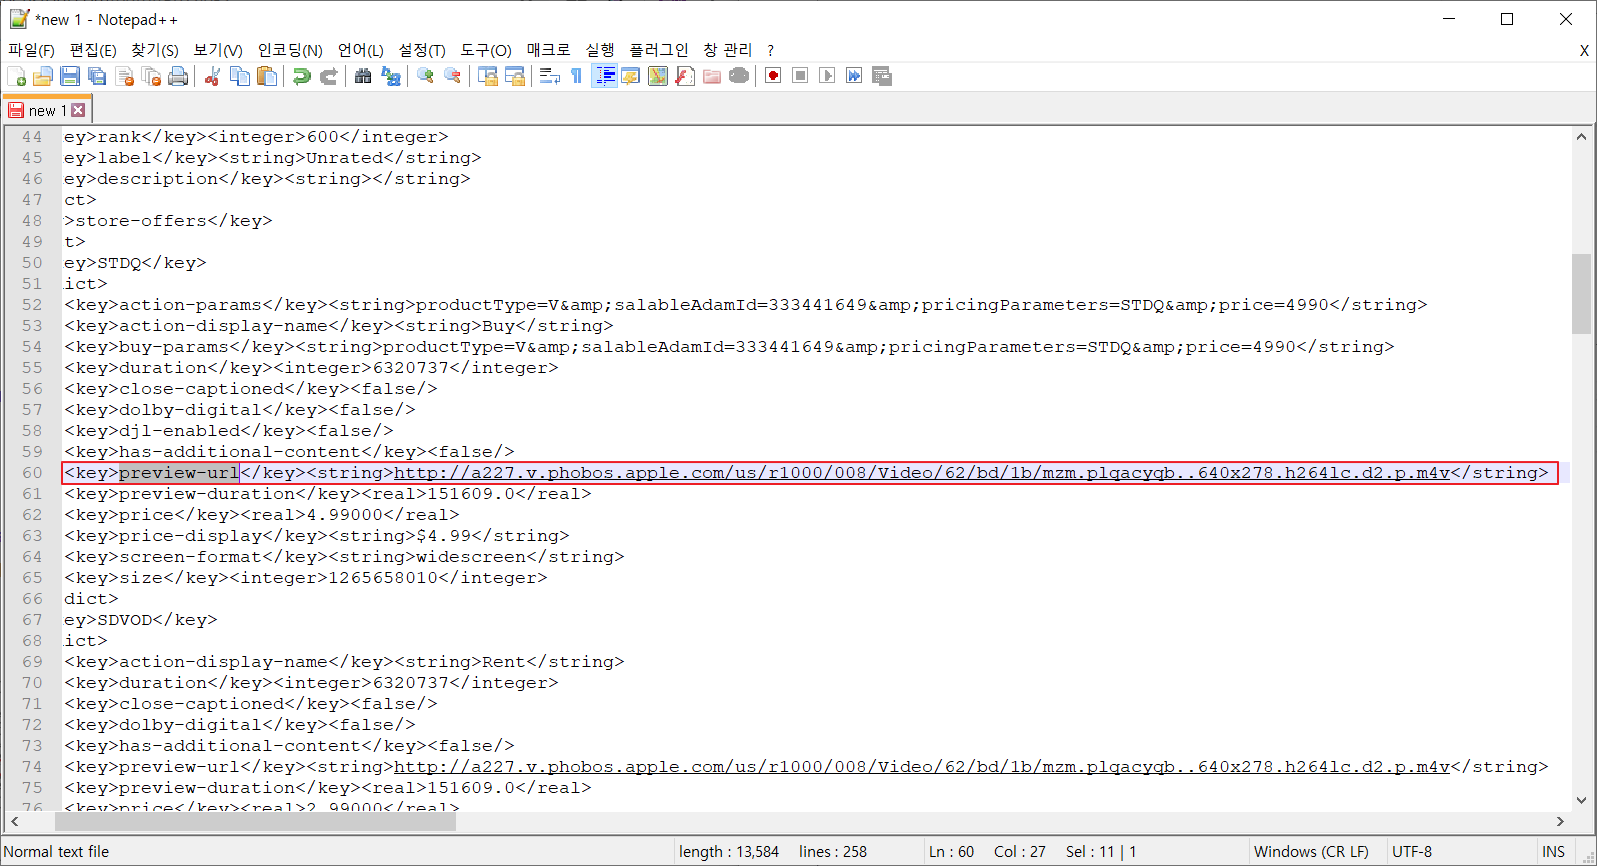 *new 1 - Notepad++
파일(F) 편집(E) 찾기(S) 보기(V) 인코딩(N) 언어(L) 설정(T) 도구(O) 매크로 실행 플러그인 창 관리 ? X
new 1
44 ey>rank</key><integer>600</integer>
45 ey>label</key><string>Unrated</string>
46 ey>description</key><string></string>
47 ct>
48 >store-offers</key>
49 t>
50 ey>STDQ</key>
51 ict>
52 <key>action-params</key><string>productType=V&amp;salableAdamId=333441649&amp;pricingParameters=STDQ&amp;price=4990</string>
53 <key>action-display-name</key><string>Buy</string>
54 <key>buy-params</key><string>productType=V&amp;salableAdamId=333441649&amp;pricingParameters=STDQ&amp;price=4990</string>
55 <key>duration</key><integer>6320737</integer>
56 <key>close-captioned</key><false/>
57 <key>dolby-digital</key><false/>
58 <key>djl-enabled</key><false/>
59 <key>has-additional-content</key><false/>
60 <key>preview-url</key><string>http://a227.v.phobos.apple.com/us/r1000/008/Video/62/bd/1b/mzm.plqacyqb..640x278.h264lc.d2.p.m4v</string>
61 <key>preview-duration</key><real>151609.0</real>
62 <key>price</key><real>4.99000</real>
63 <key>price-display</key><string>$4.99</string>
64 <key>screen-format</key><string>widescreen</string>
65 <key>size</key><integer>1265658010</integer>
66 dict>
67 ey>SDVOD</key>
68 ict>
69 <key>action-display-name</key><string>Rent</string>
70 <key>duration</key><integer>6320737</integer>
71 <key>close-captioned</key><false/>
72 <key>dolby-digital</key><false/>
73 <key>has-additional-content</key><false/>
74 <key>preview-url</key><string>http://a227.v.phobos.apple.com/us/r1000/008/Video/62/bd/1b/mzm.plqacyqb..640x278.h264lc.d2.p.m4v</string>
75 <key>preview-duration</key><real>151609.0</real>
76 <key>price</key><real>2.99000</real>
Normal text file length : 13,584 lines : 258 Ln : 60 Col : 27 Sel : 11 | 1 Windows (CR LF) UTF-8 INS